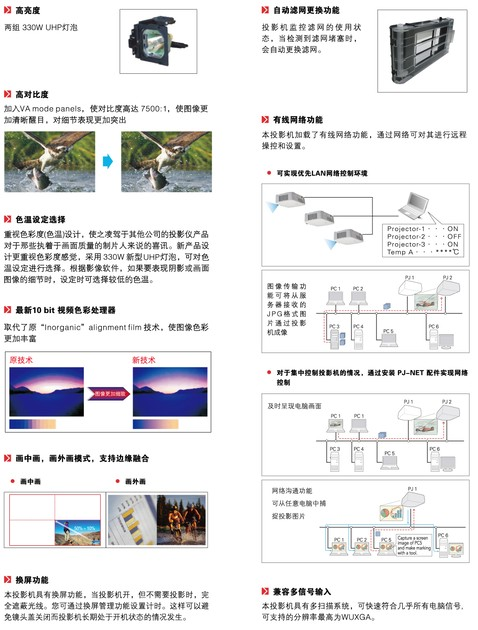 高亮度
两组 330W UHP灯泡
高对比度
加入VA mode panels，使对比度高达 7500:1，使图像更
加清晰醒目，对细节表现更加突出
色温设定选择
重视色彩度(色温)设计，使之凌驾于其他公司的投影仪产品
对于那些执着于画面质量的制片人来说的喜讯。新产品设
计更重视色彩度感觉，采用 330W 新型UHP灯泡，可对色
温设定进行选择。根据影像软件，如果要表现阴影或画面
图像的细节时，设定时可选择较低的色温。
最新10 bit 视频色彩处理器
取代了原“Inorganic”alignment film 技术，使图像色彩
更加丰富
原技术
新技术
图像更加细腻
画中画，画外画模式，支持边缘融合
画中画
画外画
换屏功能
本投影机具有换屏功能，当投影机开，但不需要投影时，完
全遮蔽光线。您可通过换屏管理功能设置计时。这样可以避
免镜头盖关闭而投影机长期处于开机状态的情况发生。
自动滤网更换功能
投影机监控滤网的使用状
态，当检测到滤网堵塞时，
会自动更换滤网。
有线网络功能
本投影机加载了有线网络功能，通过网络可对其进行远程
操控和设置。
可实现优先LAN网络控制环境
Projector-1・・・ON
Projector-2・・・OFF
Projector-3・・・ON
Temp A・・・****℃
图像传输功
能可将从服
务器接收的
JPG格式图
片通过投影
机成像
PJ 1
PJ 2
PC 1
PC 2
PC 3
PC 4
PC 5
PC 6
对于集中控制投影机的情况，通过安装 PJ-NET 配件实现网络
控制
及时呈现电脑画面
PJ 1
PJ 2
PC 1
PC 1
PC 3
PC 4
PC 5
PC 6
网络沟通功能
可从任意电脑中捕
捉投影图片
PJ 1
PC 1
PC 2
PC 5
PC 6
Capture a screen
image of PC5
and make marking
with a tool.
兼容多信号输入
本投影机具有多扫描系统，可快速符合几乎所有电脑信号,
可支持的分辨率最高为WUXGA。